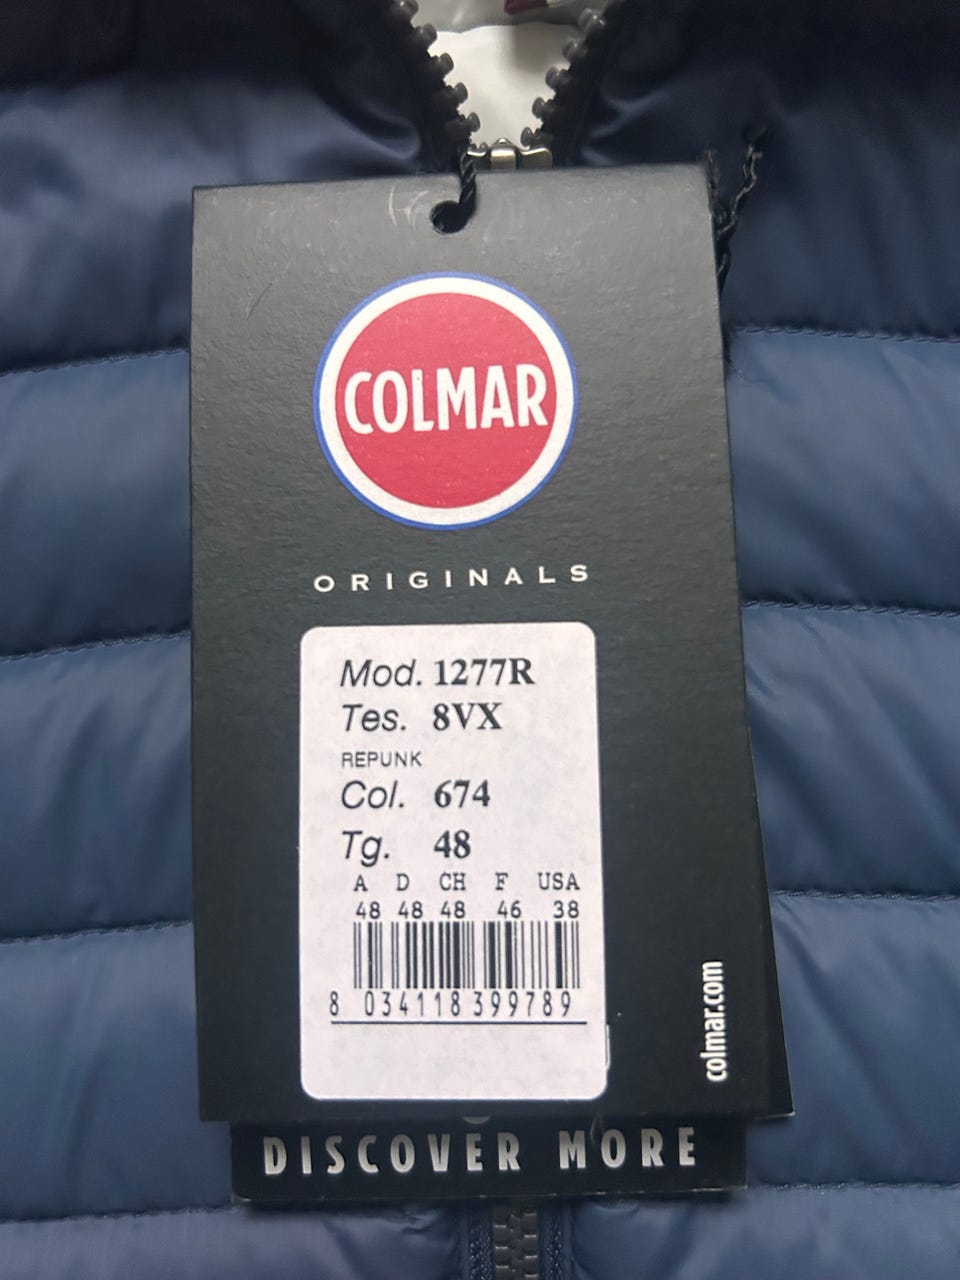 COLMAR
ORIGINALS
Mod. 1277R
Tes. 8VX
REPUNK
Col. 674
Tg. 48
A D CH F USA
48 48 48 46 38
8 034118 399789
colmar.com
DISCOVER MORE